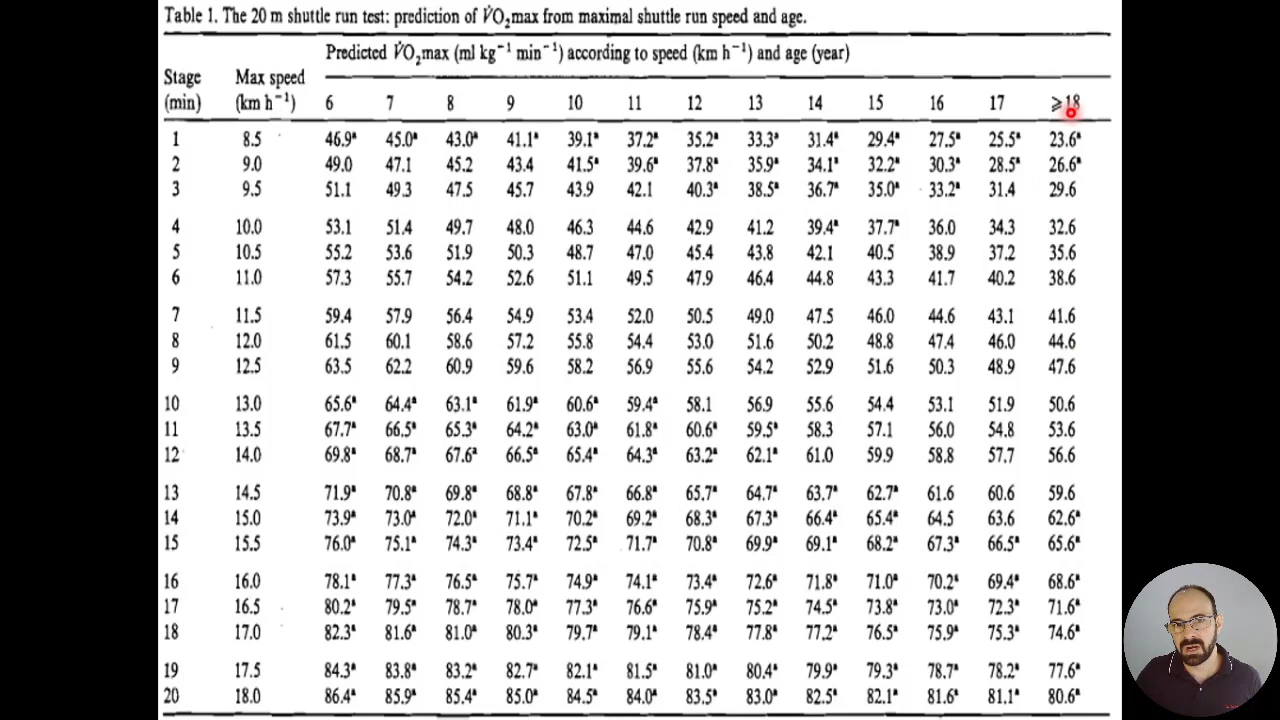 Table 1. The 20 m shuttle run test: prediction of V̇O₂max from maximal shuttle run speed and age.
Predicted V̇O₂max (ml kg⁻¹ min⁻¹) according to speed (km h⁻¹) and age (year)
Stage Max speed
(min) (km h⁻¹) 6 7 8 9 10 11 12 13 14 15 16 17 ⩾18
1 8.5 46.9ᵃ 45.0ᵃ 43.0ᵃ 41.1ᵃ 39.1ᵃ 37.2ᵃ 35.2ᵃ 33.3ᵃ 31.4ᵃ 29.4ᵃ 27.5ᵃ 25.5ᵃ 23.6ᵃ
2 9.0 49.0 47.1 45.2 43.4 41.5ᵃ 39.6ᵃ 37.8ᵃ 35.9ᵃ 34.1ᵃ 32.2ᵃ 30.3ᵃ 28.5ᵃ 26.6ᵃ
3 9.5 51.1 49.3 47.5 45.7 43.9 42.1 40.3ᵃ 38.5ᵃ 36.7ᵃ 35.0ᵃ 33.2ᵃ 31.4 29.6
4 10.0 53.1 51.4 49.7 48.0 46.3 44.6 42.9 41.2 39.4ᵃ 37.7ᵃ 36.0 34.3 32.6
5 10.5 55.2 53.6 51.9 50.3 48.7 47.0 45.4 43.8 42.1 40.5 38.9 37.2 35.6
6 11.0 57.3 55.7 54.2 52.6 51.1 49.5 47.9 46.4 44.8 43.3 41.7 40.2 38.6
7 11.5 59.4 57.9 56.4 54.9 53.4 52.0 50.5 49.0 47.5 46.0 44.6 43.1 41.6
8 12.0 61.5 60.1 58.6 57.2 55.8 54.4 53.0 51.6 50.2 48.8 47.4 46.0 44.6
9 12.5 63.5 62.2 60.9 59.6 58.2 56.9 55.6 54.2 52.9 51.6 50.3 48.9 47.6
10 13.0 65.6ᵃ 64.4ᵃ 63.1ᵃ 61.9ᵃ 60.6ᵃ 59.4ᵃ 58.1 56.9 55.6 54.4 53.1 51.9 50.6
11 13.5 67.7ᵃ 66.5ᵃ 65.3ᵃ 64.2ᵃ 63.0ᵃ 61.8ᵃ 60.6ᵃ 59.5ᵃ 58.3 57.1 56.0 54.8 53.6
12 14.0 69.8ᵃ 68.7ᵃ 67.6ᵃ 66.5ᵃ 65.4ᵃ 64.3ᵃ 63.2ᵃ 62.1ᵃ 61.0 59.9 58.8 57.7 56.6
13 14.5 71.9ᵃ 70.8ᵃ 69.8ᵃ 68.8ᵃ 67.8ᵃ 66.8ᵃ 65.7ᵃ 64.7ᵃ 63.7ᵃ 62.7ᵃ 61.6 60.6 59.6
14 15.0 73.9ᵃ 73.0ᵃ 72.0ᵃ 71.1ᵃ 70.2ᵃ 69.2ᵃ 68.3ᵃ 67.3ᵃ 66.4ᵃ 65.4ᵃ 64.5 63.6 62.6ᵃ
15 15.5 76.0ᵃ 75.1ᵃ 74.3ᵃ 73.4ᵃ 72.5ᵃ 71.7ᵃ 70.8ᵃ 69.9ᵃ 69.1ᵃ 68.2ᵃ 67.3ᵃ 66.5ᵃ 65.6ᵃ
16 16.0 78.1ᵃ 77.3ᵃ 76.5ᵃ 75.7ᵃ 74.9ᵃ 74.1ᵃ 73.4ᵃ 72.6ᵃ 71.8ᵃ 71.0ᵃ 70.2ᵃ 69.4ᵃ 68.6ᵃ
17 16.5 80.2ᵃ 79.5ᵃ 78.7ᵃ 78.0ᵃ 77.3ᵃ 76.6ᵃ 75.9ᵃ 75.2ᵃ 74.5ᵃ 73.8ᵃ 73.0ᵃ 72.3ᵃ 71.6ᵃ
18 17.0 82.3ᵃ 81.6ᵃ 81.0ᵃ 80.3ᵃ 79.7ᵃ 79.1ᵃ 78.4ᵃ 77.8ᵃ 77.2ᵃ 76.5ᵃ 75.9ᵃ 75.3ᵃ 74.6ᵃ
19 17.5 84.3ᵃ 83.8ᵃ 83.2ᵃ 82.7ᵃ 82.1ᵃ 81.5ᵃ 81.0ᵃ 80.4ᵃ 79.9ᵃ 79.3ᵃ 78.7ᵃ 78.2ᵃ 77.6ᵃ
20 18.0 86.4ᵃ 85.9ᵃ 85.4ᵃ 85.0ᵃ 84.5ᵃ 84.0ᵃ 83.5ᵃ 83.0ᵃ 82.5ᵃ 82.1ᵃ 81.6ᵃ 81.1ᵃ 80.6ᵃ